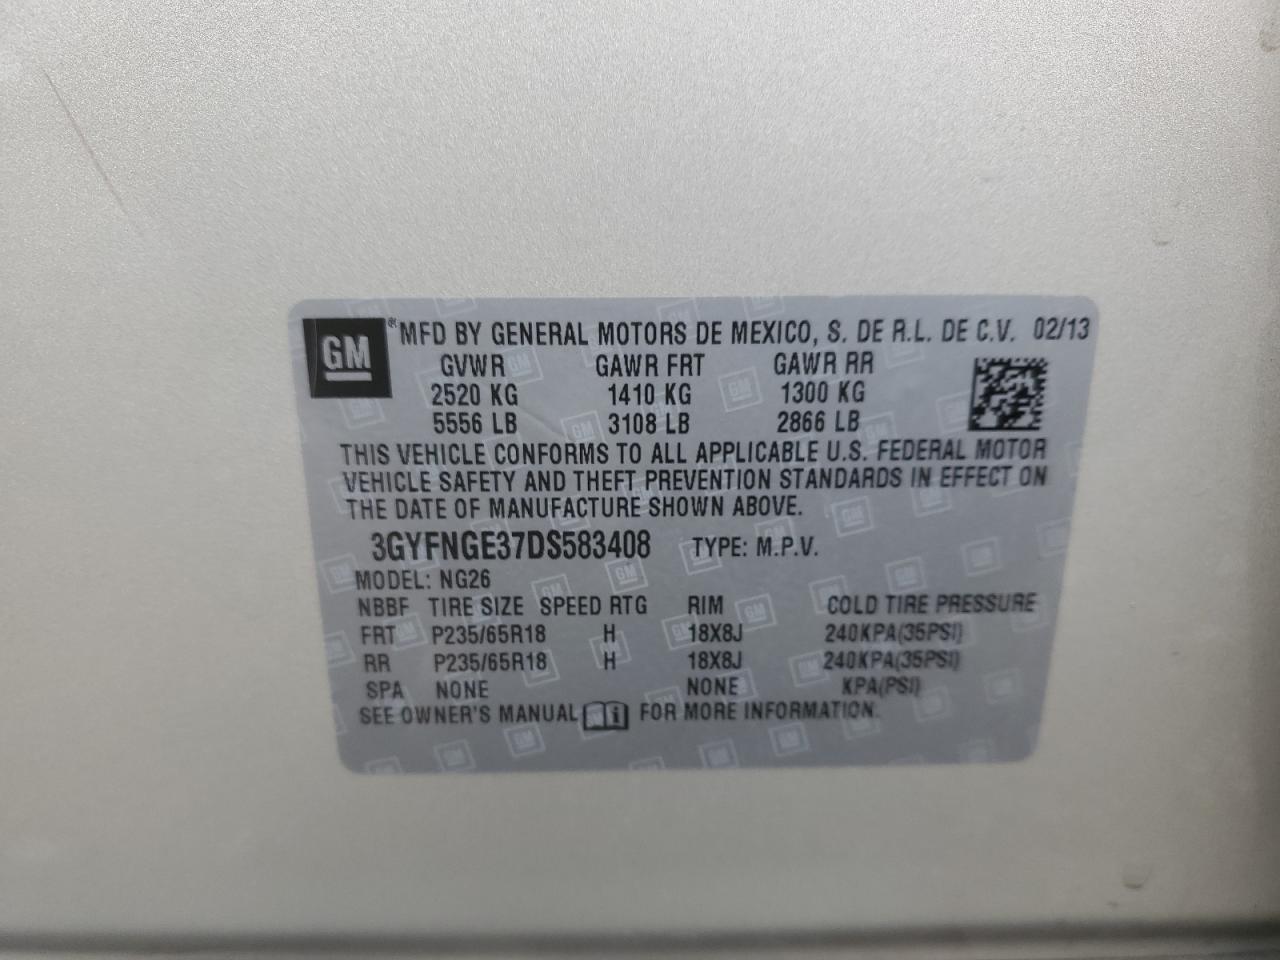 GM ® MFD BY GENERAL MOTORS DE MEXICO, S. DE R.L. DE C.V. 02/13
GVWR GAWR FRT GAWR RR
2520 KG 1410 KG 1300 KG
5556 LB 3108 LB 2866 LB
THIS VEHICLE CONFORMS TO ALL APPLICABLE U.S. FEDERAL MOTOR
VEHICLE SAFETY AND THEFT PREVENTION STANDARDS IN EFFECT ON
THE DATE OF MANUFACTURE SHOWN ABOVE.
3GYFNGE37DS583408 TYPE: M.P.V.
MODEL: NG26
NBBF TIRE SIZE SPEED RTG RIM COLD TIRE PRESSURE
FRT P235/65R18 H 18X8J 240KPA(35PSI)
RR P235/65R18 H 18X8J 240KPA(35PSI)
SPA NONE NONE KPA(PSI)
SEE OWNER'S MANUAL i FOR MORE INFORMATION.